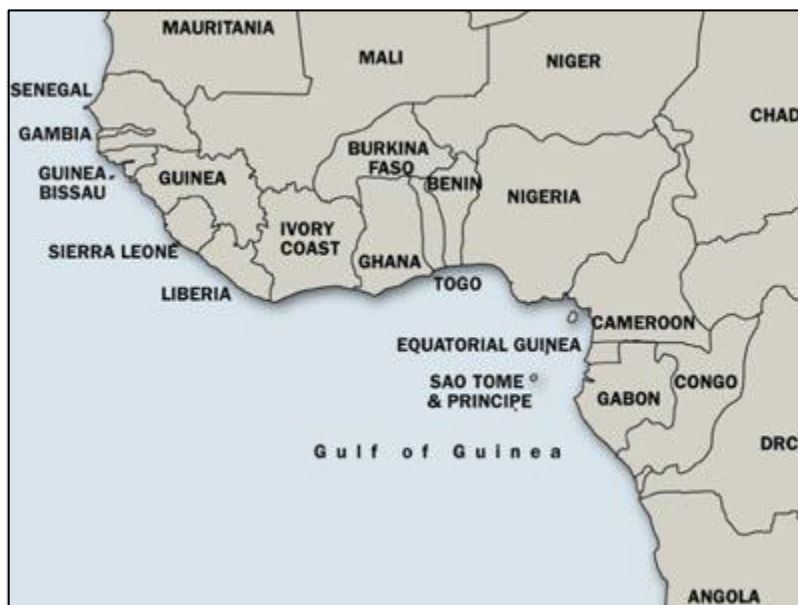 MAURITANIA
MALI
NIGER
SENEGAL
CHAD
GAMBIA
BURKINA
FASO
GUINEA-
BISSAU
GUINEA
BENIN
NIGERIA
IVORY
COAST
SIERRA LEONE
GHANA
TOGO
LIBERIA
CAMEROON
EQUATORIAL GUINEA
SAO TOME
& PRINCIPE
GABON
CONGO
Gulf of Guinea
DRC
ANGOLA